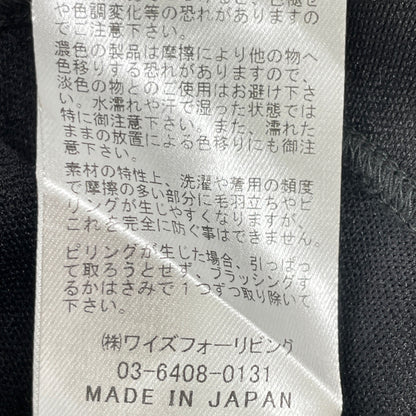 や色調変化等の恐れがありますの
でご注意下さい。
濃色の製品は摩擦により他の物へ
色移りする恐れがありますので、
淡色の物とのご使用はお避け下さ
い。水濡れや汗で湿った状態では
特に御注意下さい。また、濡れた
ままの放置による色移りにも御注
意下さい。
素材の特性上、洗濯や着用の頻度
で摩擦の多い部分に毛羽立ちやピ
リングが生じやすくなりますが、
これを完全に防ぐ事はできません。
ピリングが生じた場合、引っぱっ
て取ろうとせず、ブラッシングす
るかはさみで1つずつ取り除いて
下さい。
㈱ワイズフォーリビング
03-6408-0131
MADE IN JAPAN